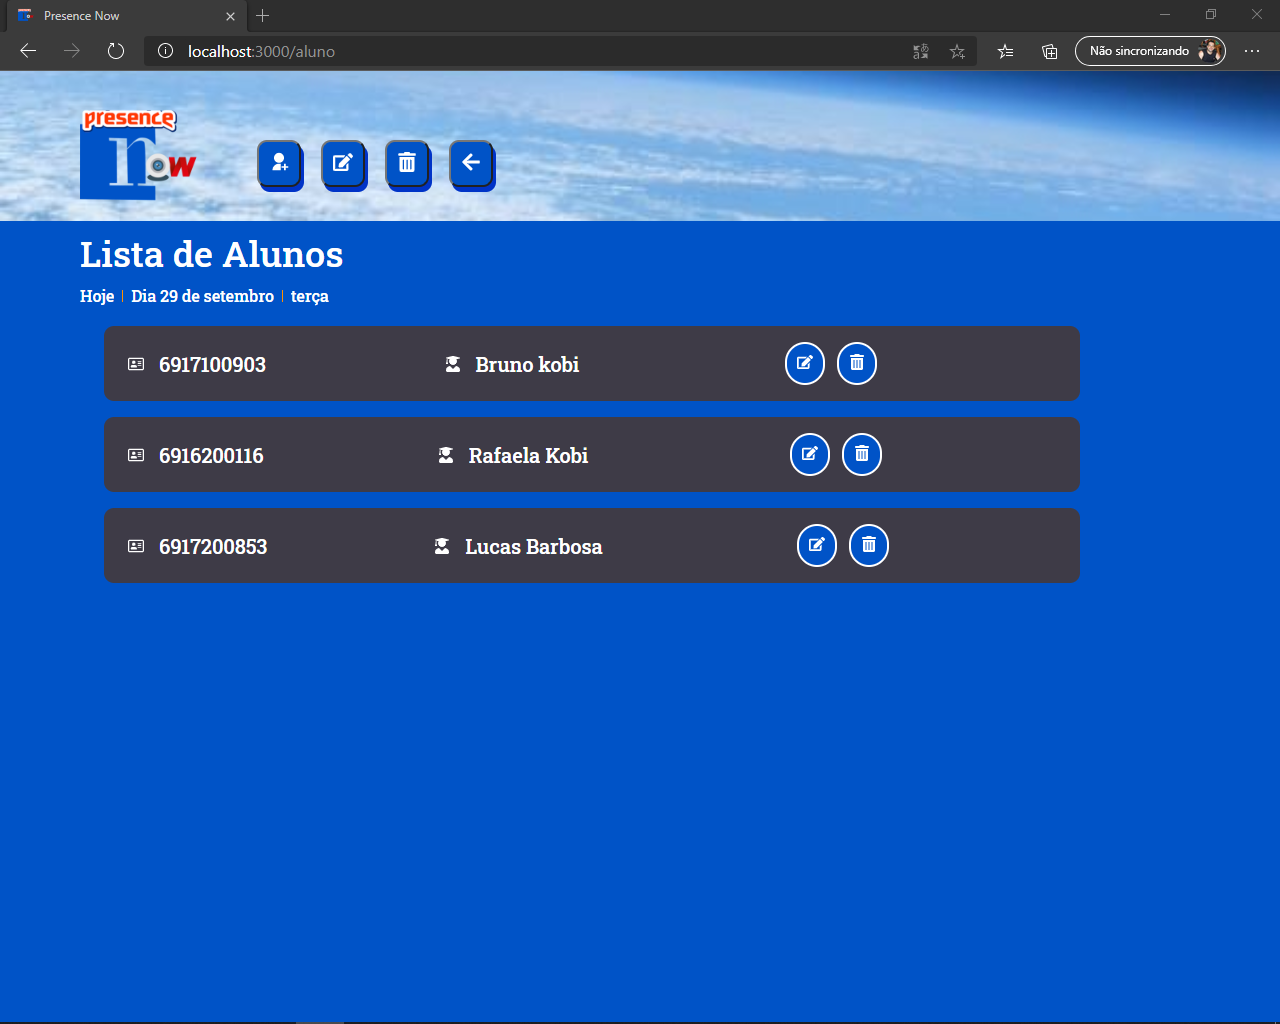 Presence Now
localhost:3000/aluno
Não sincronizando
presence
now
Lista de Alunos
Hoje | Dia 29 de setembro | terça
6917100903 Bruno kobi
6916200116 Rafaela Kobi
6917200853 Lucas Barbosa